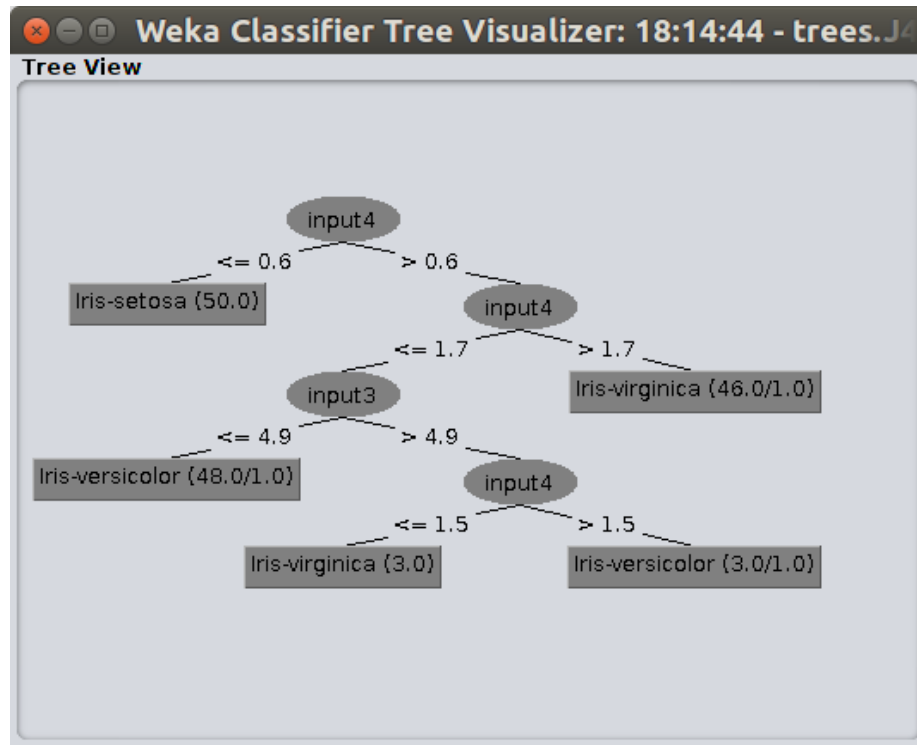 Weka Classifier Tree Visualizer: 18:14:44 - trees.J4
Tree View
input4
<= 0.6 > 0.6
Iris-setosa (50.0) input4
<= 1.7 > 1.7
input3 Iris-virginica (46.0/1.0)
<= 4.9 > 4.9
Iris-versicolor (48.0/1.0) input4
<= 1.5 > 1.5
Iris-virginica (3.0) Iris-versicolor (3.0/1.0)